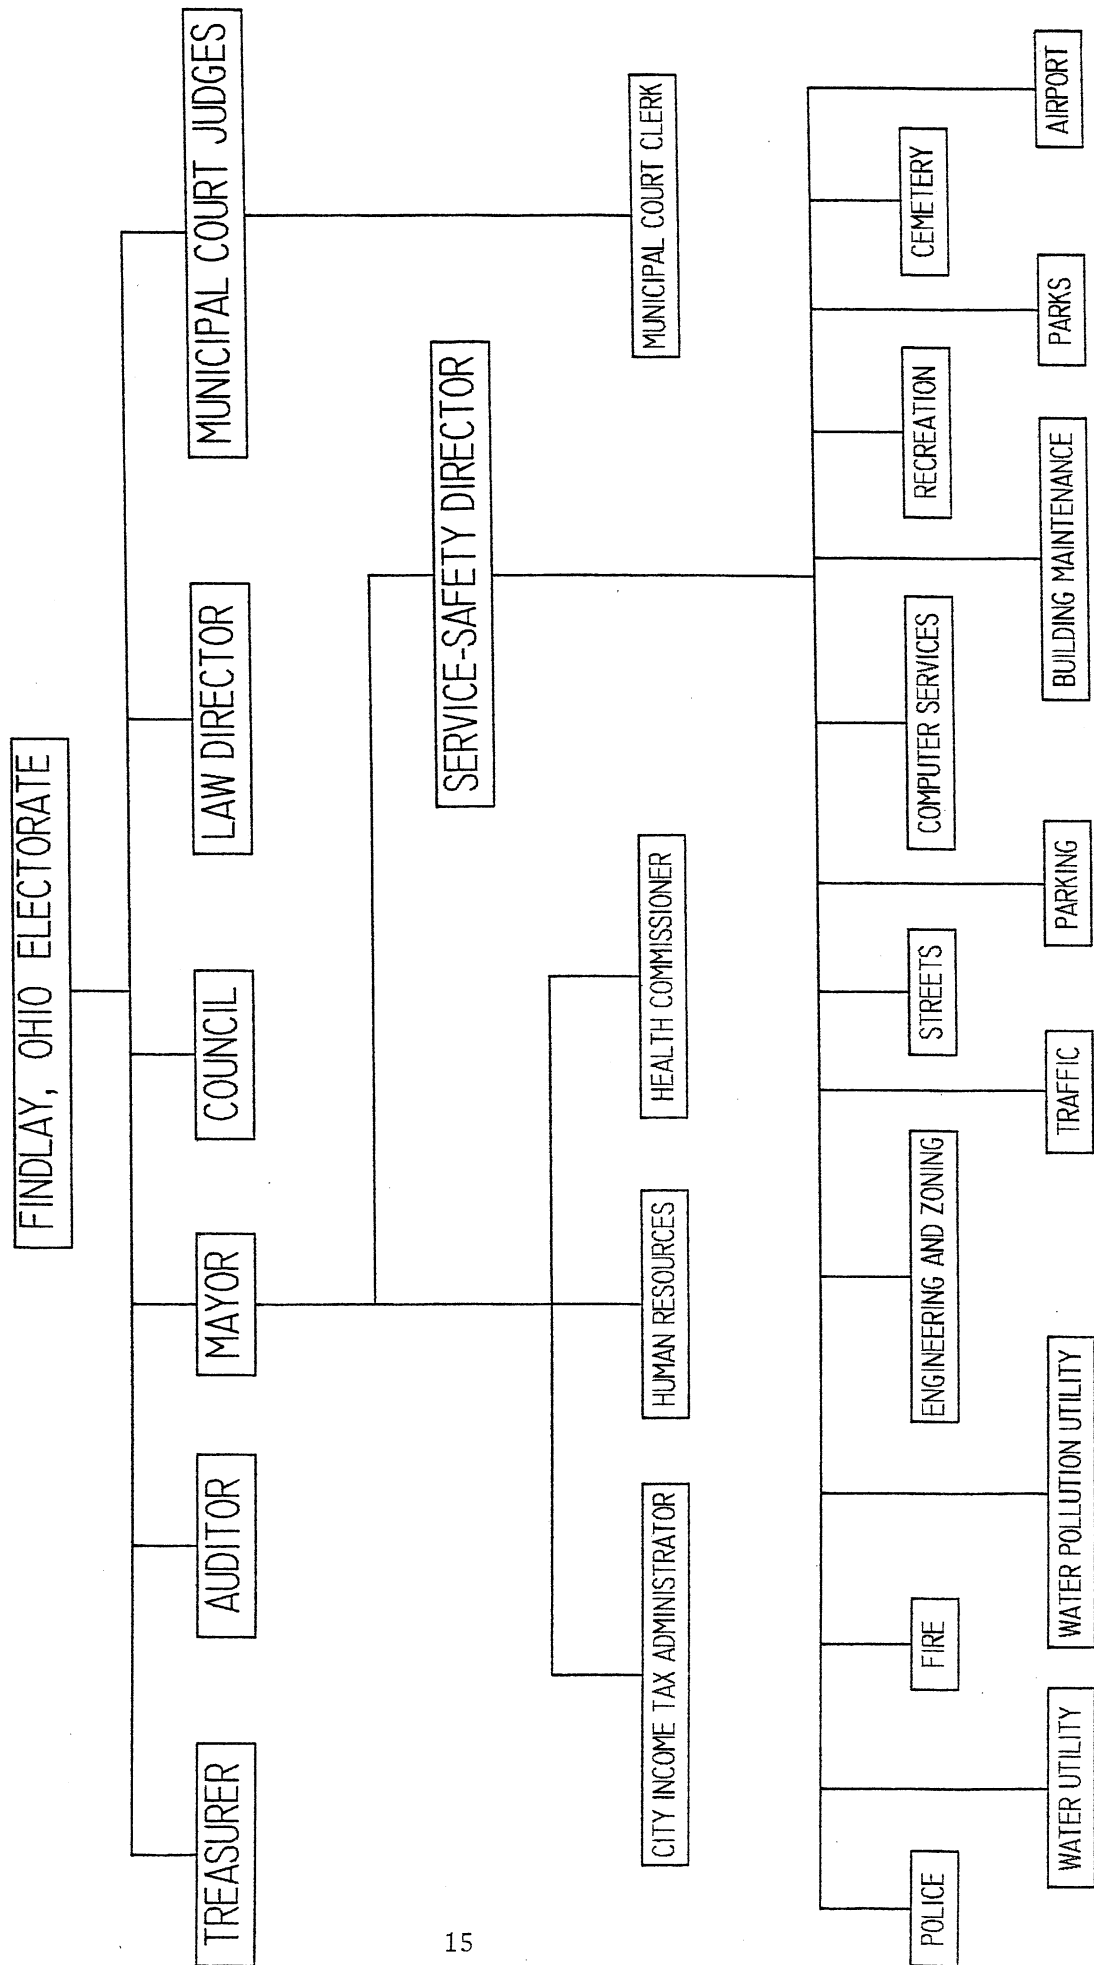 FINDLAY, OHIO ELECTORATE
TREASURER
AUDITOR
MAYOR
COUNCIL
LAW DIRECTOR
MUNICIPAL COURT JUDGES
SERVICE-SAFETY DIRECTOR
CITY INCOME TAX ADMINISTRATOR
HUMAN RESOURCES
HEALTH COMMISSIONER
MUNICIPAL COURT CLERK
POLICE
FIRE
ENGINEERING AND ZONING
STREETS
COMPUTER SERVICES
RECREATION
CEMETERY
WATER UTILITY
WATER POLLUTION UTILITY
TRAFFIC
PARKING
BUILDING MAINTENANCE
PARKS
AIRPORT
15